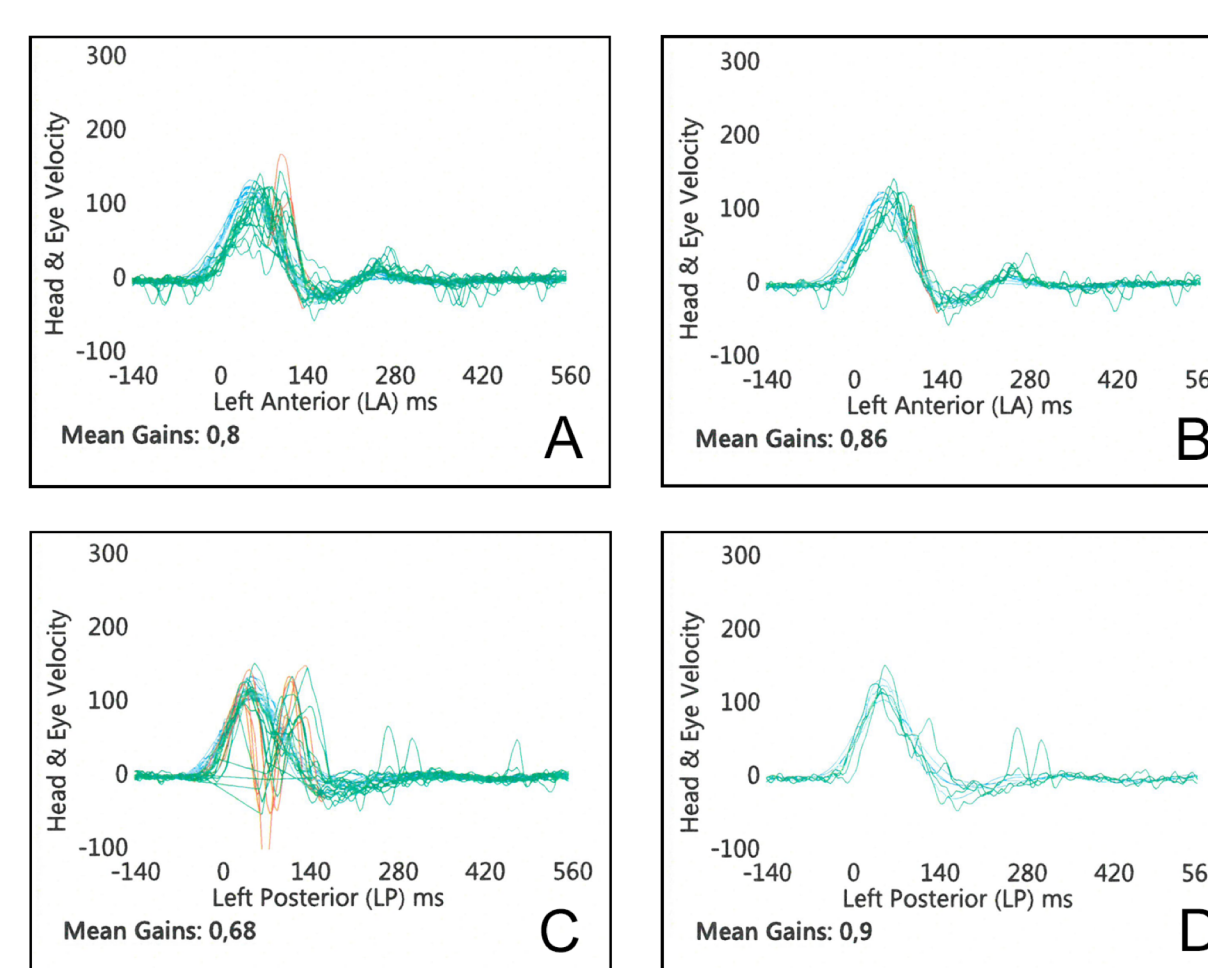 300
200
100
0
-100
Head & Eye Velocity
-140 0 140 280 420 560
Left Anterior (LA) ms
Mean Gains: 0,8
A
300
200
100
0
-100
Head & Eye Velocity
-140 0 140 280 420 56
Left Anterior (LA) ms
Mean Gains: 0,86
B
300
200
100
0
-100
Head & Eye Velocity
-140 0 140 280 420 560
Left Posterior (LP) ms
Mean Gains: 0,68
C
300
200
100
0
-100
Head & Eye Velocity
-140 0 140 280 420 56
Left Posterior (LP) ms
Mean Gains: 0,9
D